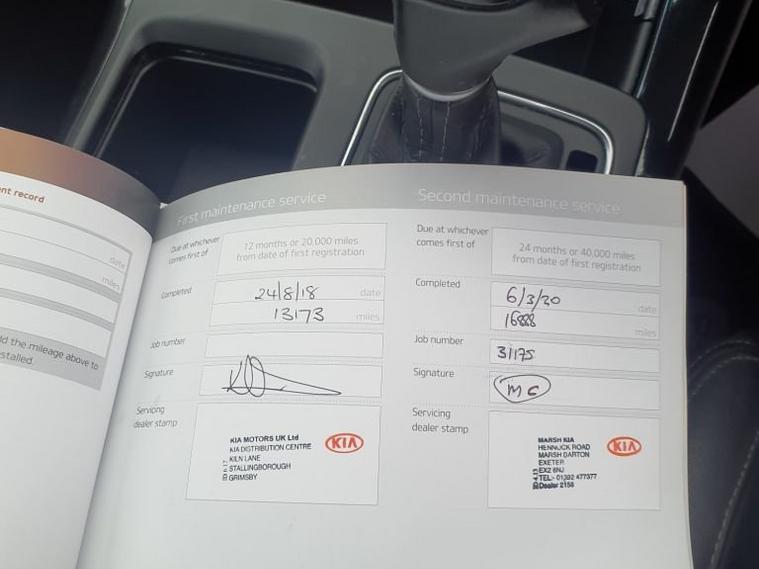 nt record
date
miles
dd the mileage above to
stalled.
First maintenance service
Due at whichever
comes first of
12 months or 20,000 miles
from date of first registration
Completed
24/8/18 date
13173 miles
Job number
Signature
Servicing
dealer stamp
KIA MOTORS UK Ltd
KIA DISTRIBUTION CENTRE
KILN LANE
STALLINGBOROUGH
GRIMSBY
KIA
Second maintenance service
Due at whichever
comes first of
24 months or 40,000 miles
from date of first registration
Completed
6/3/20 date
16888 miles
Job number
31175
Signature
MC
Servicing
dealer stamp
MARSH KIA
HENNOCK ROAD
MARSH BARTON
EXETER
EX2 8NJ
TEL:- 01392 477377
Dealer 2158
KIA